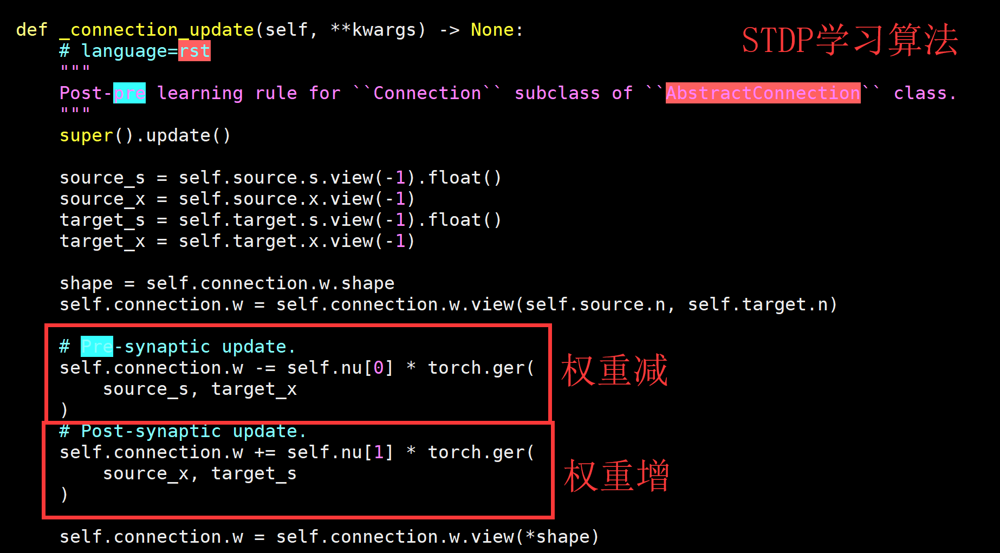 def _connection_update(self, **kwargs) -> None:
STDP学习算法
# language=rst
"""
Post-pre learning rule for ``Connection`` subclass of ``AbstractConnection`` class.
"""
super().update()
source_s = self.source.s.view(-1).float()
source_x = self.source.x.view(-1)
target_s = self.target.s.view(-1).float()
target_x = self.target.x.view(-1)
shape = self.connection.w.shape
self.connection.w = self.connection.w.view(self.source.n, self.target.n)
# Pre-synaptic update.
self.connection.w -= self.nu[0] * torch.ger(
权重减
source_s, target_x
)
# Post-synaptic update.
self.connection.w += self.nu[1] * torch.ger(
权重增
source_x, target_s
)
self.connection.w = self.connection.w.view(*shape)